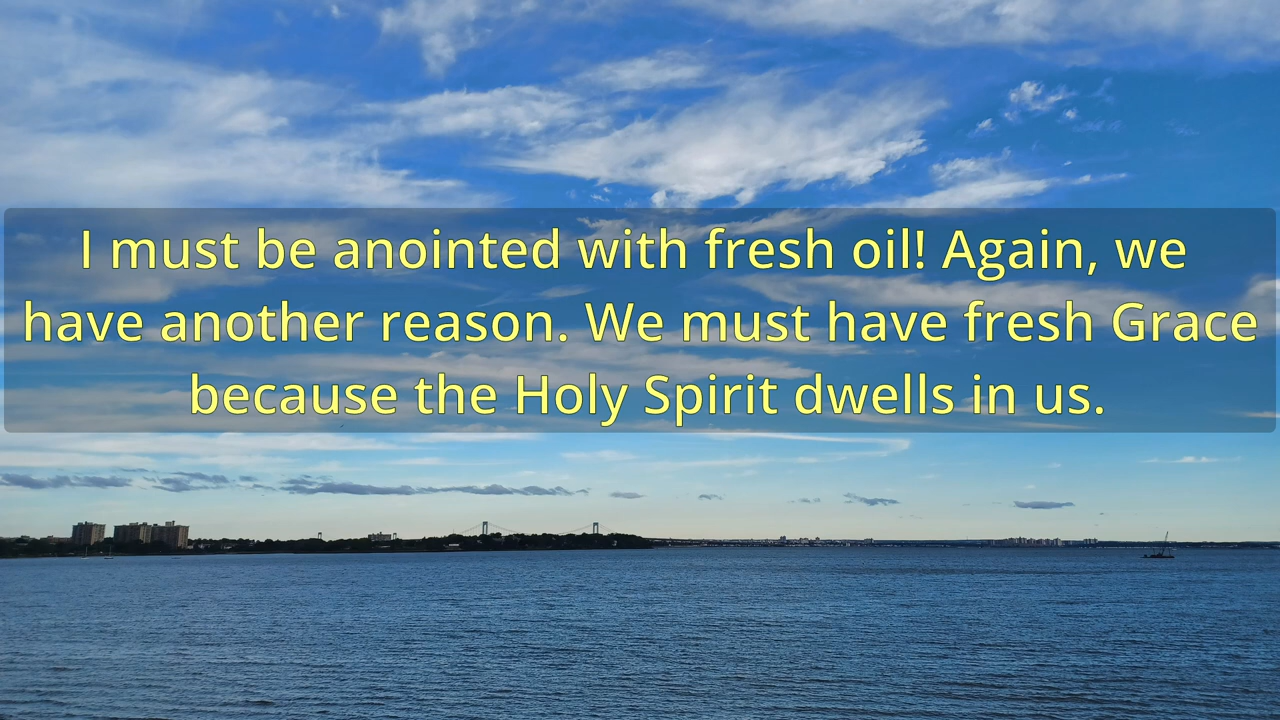 I must be anointed with fresh oil! Again, we
have another reason. We must have fresh Grace
because the Holy Spirit dwells in us.